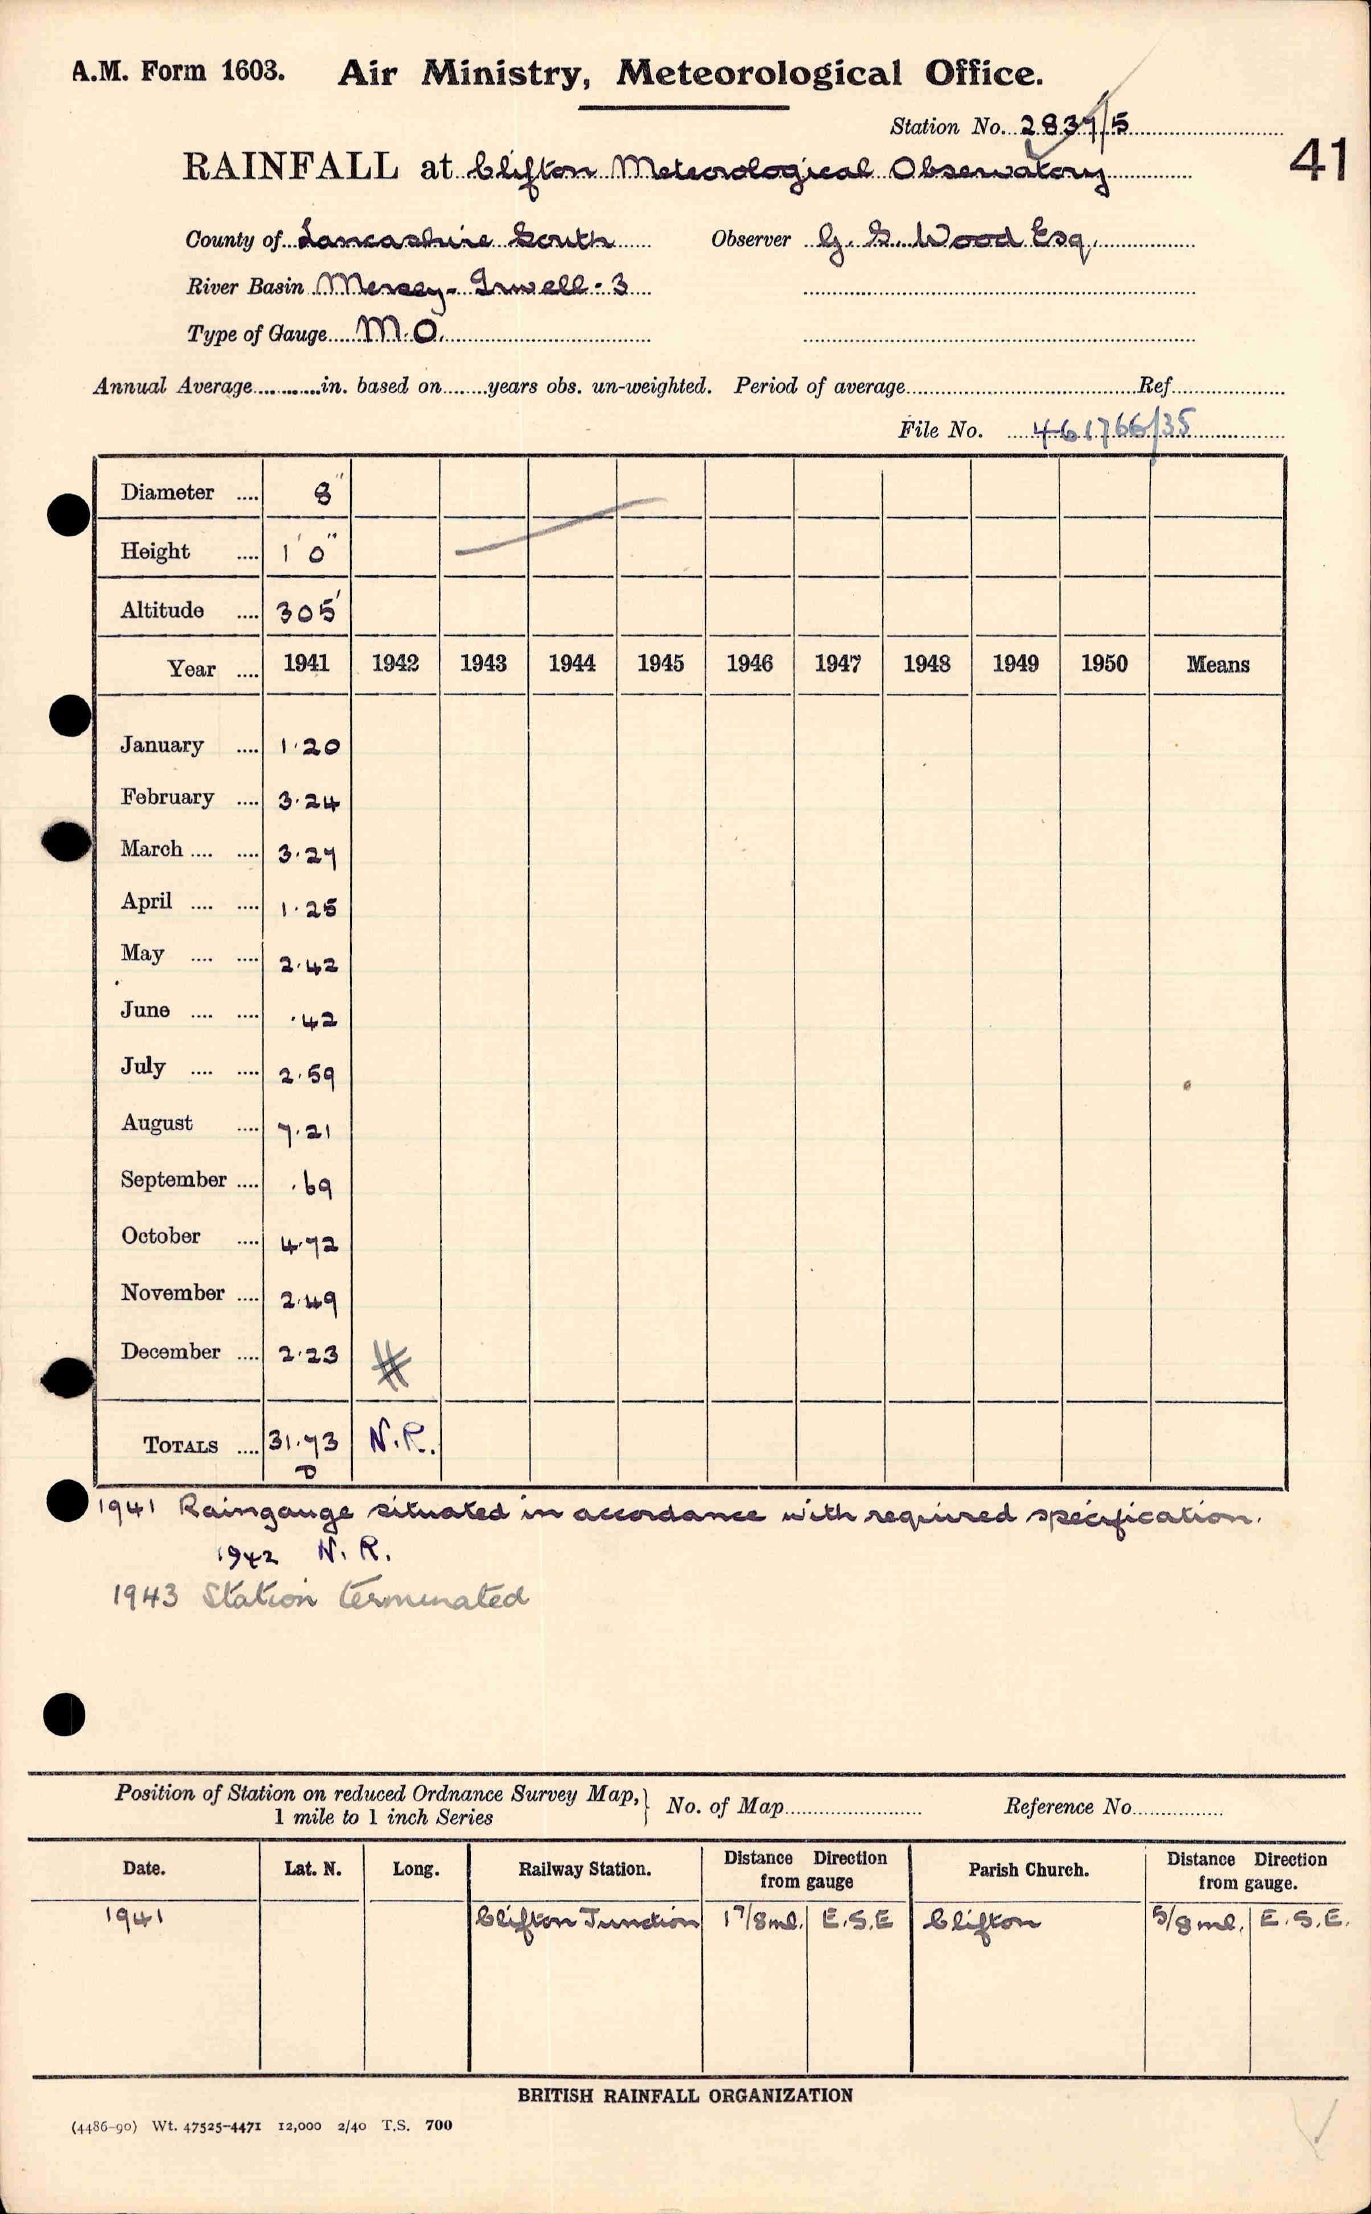 A.M. Form 1603. Air Ministry, Meteorological Office.
Station No. 2837/5
41
RAINFALL at Clifton Meteorological Observatory
County of Lancashire South Observer G. S. Wood Esq.
River Basin Mersey-Irwell-3
Type of Gauge M.O.
Annual Average in. based on years obs. un-weighted. Period of average Ref.
File No. 461766/35
Diameter .... 8"
Height .... 1' 0"
Altitude .... 305'
Year .... 1941 1942 1943 1944 1945 1946 1947 1948 1949 1950 Means
January .... 1.20
February .... 3.24
March .... .... 3.27
April .... .... 1.25
May .... .... 2.42
June .... .... .42
July .... .... 2.59
August .... 7.21
September .... .69
October .... 4.72
November .... 2.49
December .... 2.23
TOTALS .... 31.73 N.R.
1941 Raingauge situated in accordance with required specification.
1942 N.R.
1943 Station terminated
Position of Station on reduced Ordnance Survey Map, 1 mile to 1 inch Series No. of Map Reference No.
Date. Lat. N. Long. Railway Station. Distance Direction from gauge Parish Church. Distance Direction from gauge.
1941 Clifton Junction 1 7/8 ml. E.S.E Clifton 5/8 ml. E.S.E.
BRITISH RAINFALL ORGANIZATION
(4486-90) Wt. 47525-4471 12,000 2/40 T.S. 700